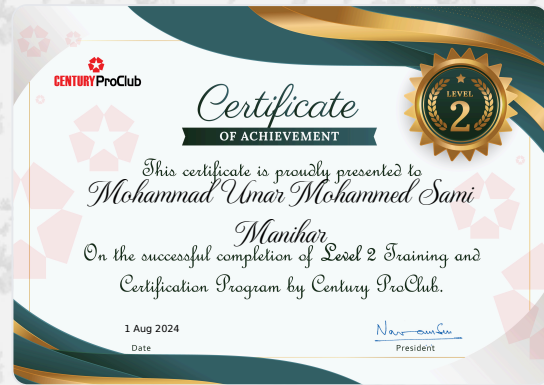 CENTURY ProClub
Certificate
OF ACHIEVEMENT
LEVEL
2
This certificate is proudly presented to
Mohammad Umar Mohammed Sami
Manihar
On the successful completion of Level 2 Training and
Certification Program by Century ProClub.
1 Aug 2024
Date
President